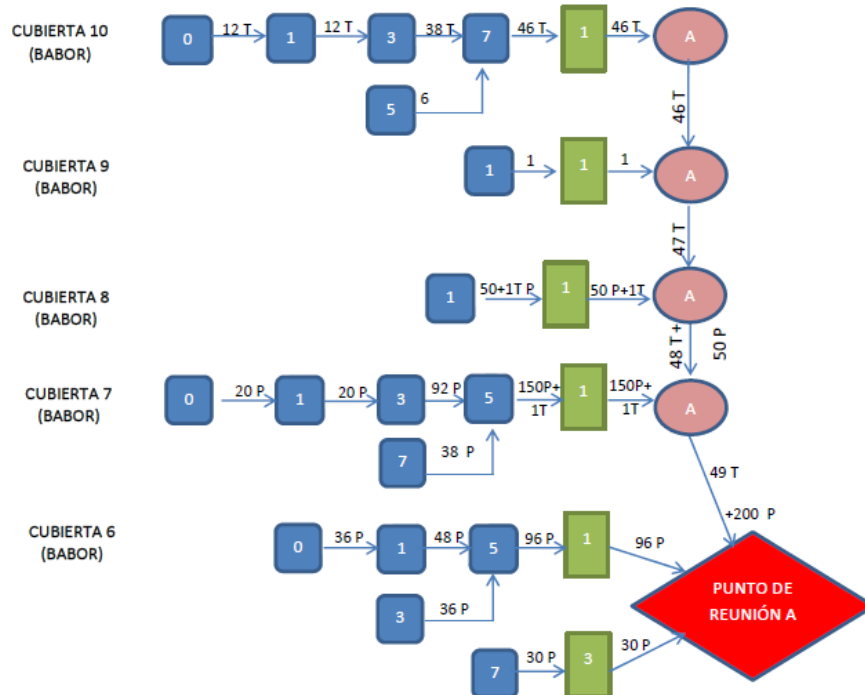 CUBIERTA 10
(BABOR)
0
12 T
1
12 T
3
38 T
7
46 T
1
46 T
A
5
6
46 T
CUBIERTA 9
(BABOR)
1
1
1
1
A
47 T
CUBIERTA 8
(BABOR)
1
50+1T P
1
50 P+1T
A
48 T +
50 P
CUBIERTA 7
(BABOR)
0
20 P
1
20 P
3
92 P
5
150P+
1T
1
150P+
1T
A
7
38 P
49 T
+200 P
CUBIERTA 6
(BABOR)
0
36 P
1
48 P
5
96 P
1
96 P
3
36 P
PUNTO DE
REUNIÓN A
7
30 P
3
30 P